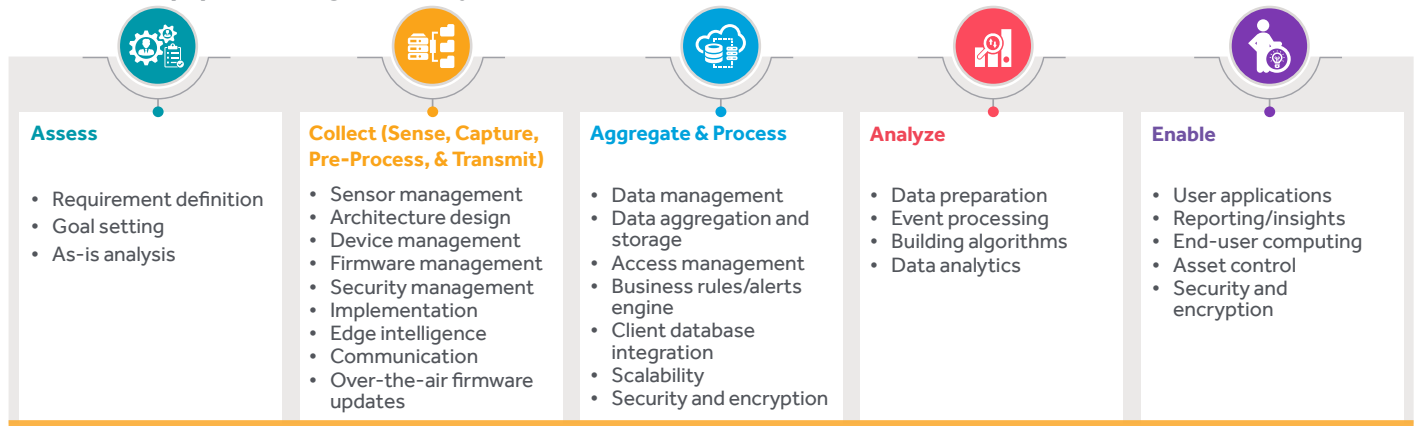 Assess
• Requirement definition
• Goal setting
• As-is analysis
Collect (Sense, Capture,
Pre-Process, & Transmit)
• Sensor management
• Architecture design
• Device management
• Firmware management
• Security management
• Implementation
• Edge intelligence
• Communication
• Over-the-air firmware
updates
Aggregate & Process
• Data management
• Data aggregation and
storage
• Access management
• Business rules/alerts
engine
• Client database
integration
• Scalability
• Security and encryption
Analyze
• Data preparation
• Event processing
• Building algorithms
• Data analytics
Enable
• User applications
• Reporting/insights
• End-user computing
• Asset control
• Security and
encryption